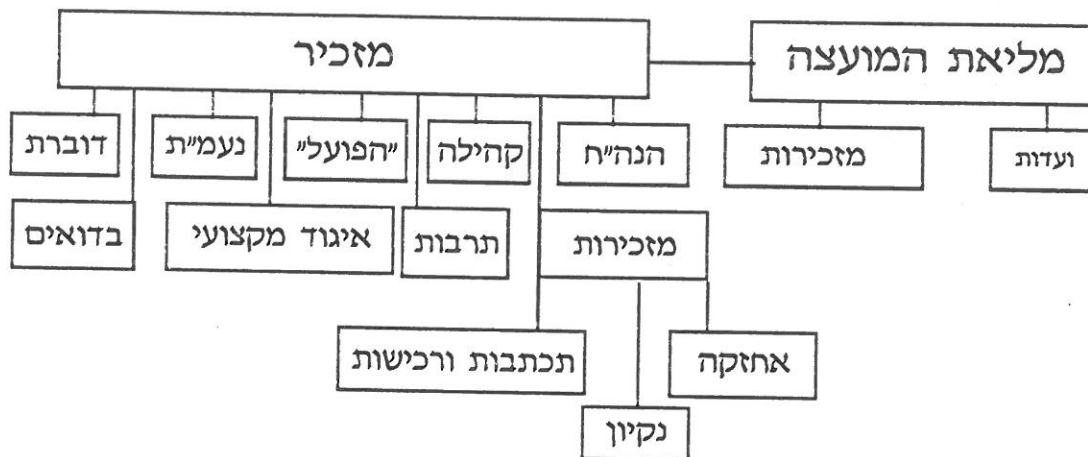 מליאת המועצה
מזכיר
ועדות
מזכירות
הנה״ח
קהילה
״הפועל״
נעמ״ת
דוברת
מזכירות
תרבות
איגוד מקצועי
בדואים
אחזקה
תכתבות ורכישות
נקיון